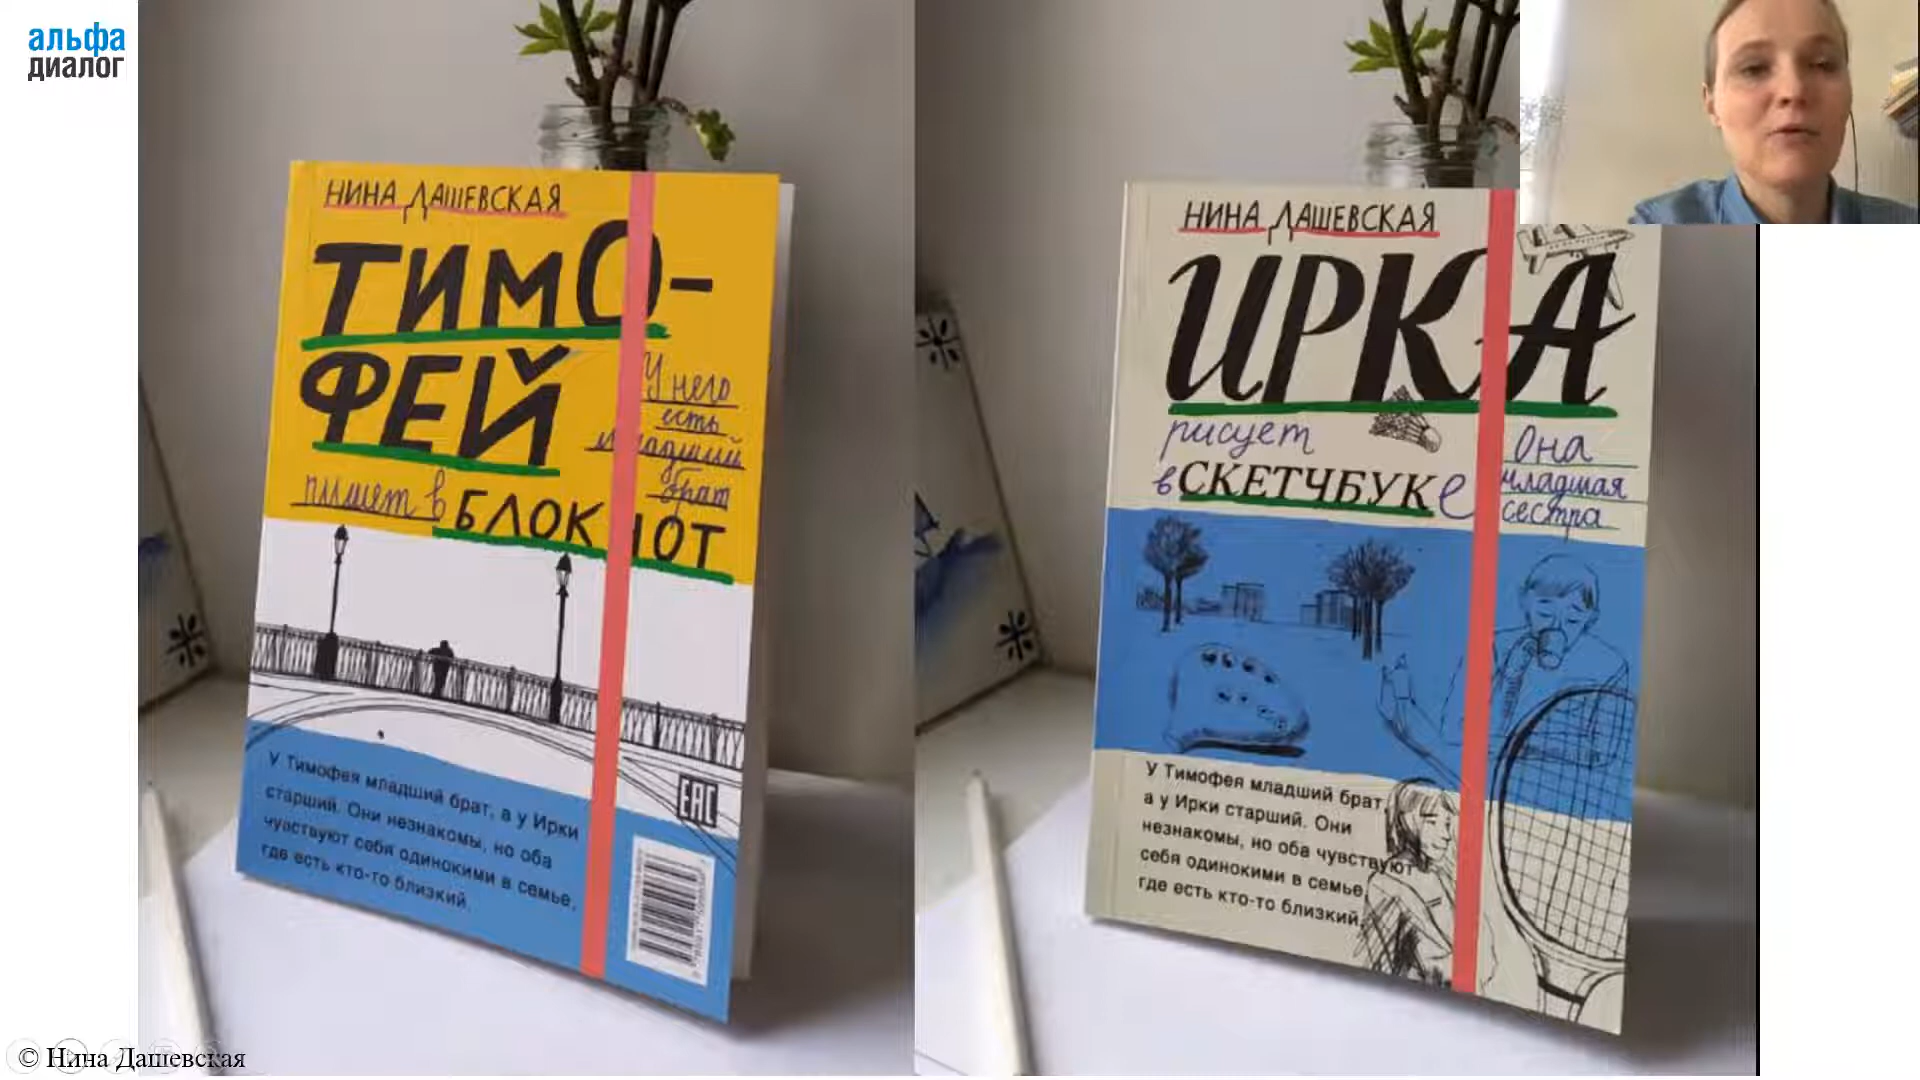 альфа
диалог
НИНА ДАШЕВСКАЯ
ТИМО-
ФЕЙ
У него
есть
младший
брат
пишет в БЛОКНОТ
У Тимофея младший брат, а у Ирки
старший. Они незнакомы, но оба
чувствуют себя одинокими в семье,
где есть кто-то близкий.
ЕАС
НИНА ДАШЕВСКАЯ
ИРКА
рисует
в СКЕТЧБУКе
Она
младшая
сестра
У Тимофея младший брат,
а у Ирки старший. Они
незнакомы, но оба чувствуют
себя одинокими в семье,
где есть кто-то близкий.
© Нина Дашевская